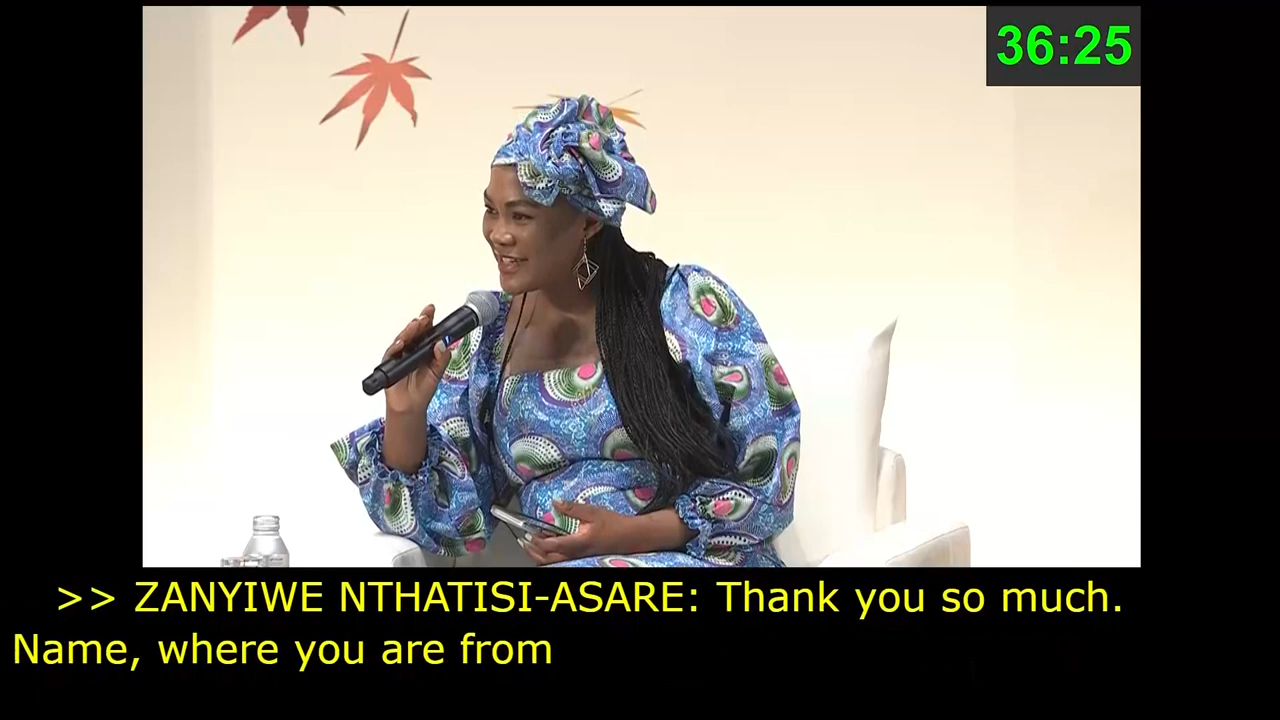 36:25
>> ZANYIWE NTHATISI-ASARE: Thank you so much.
Name, where you are from